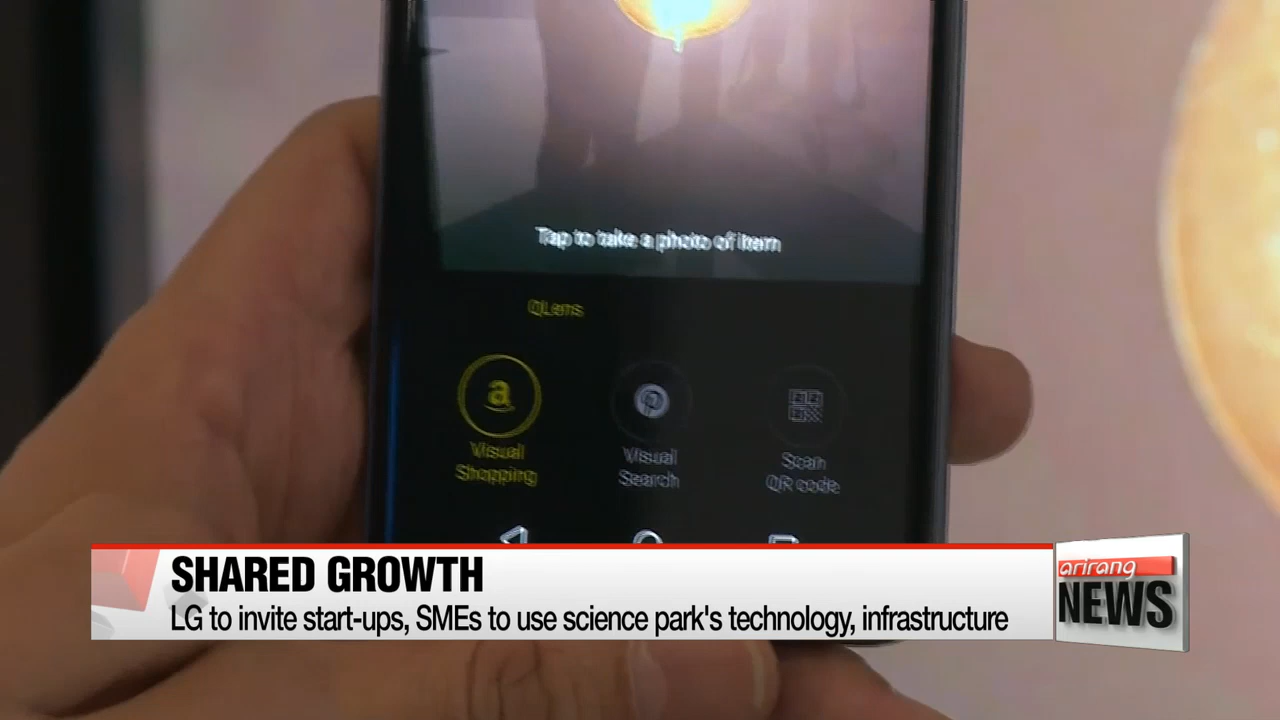 Tap to take a photo of item
QLens
a
Visual
Shopping
Visual
Search
Scan
QR code
SHARED GROWTH
LG to invite start-ups, SMEs to use science park's technology, infrastructure
arirang
NEWS